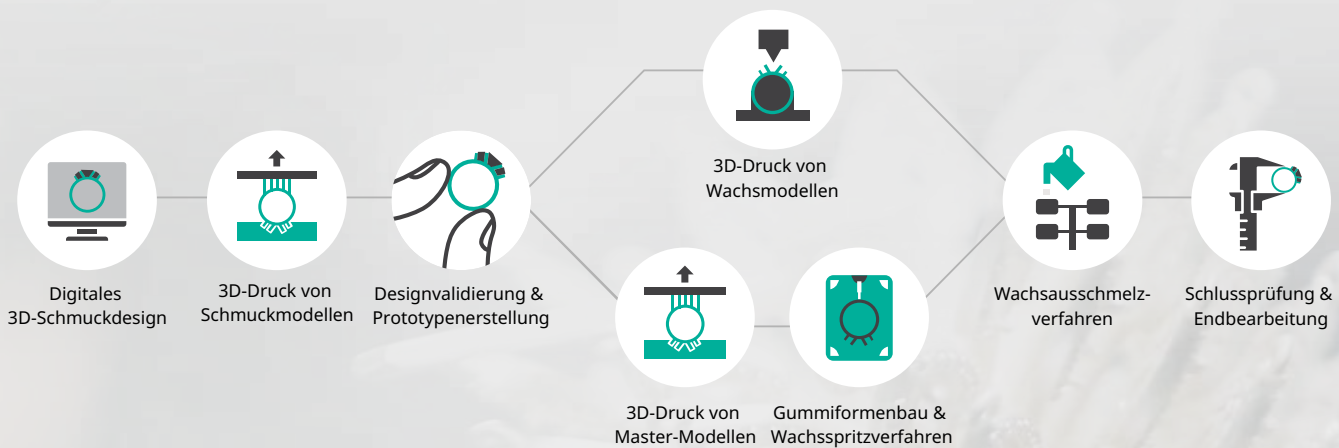 Digitales
3D-Schmuckdesign
3D-Druck von
Schmuckmodellen
Designvalidierung &
Prototypenerstellung
3D-Druck von
Wachsmodellen
3D-Druck von
Master-Modellen
Gummiformenbau &
Wachsspritzverfahren
Wachsausschmelz-
verfahren
Schlussprüfung &
Endbearbeitung